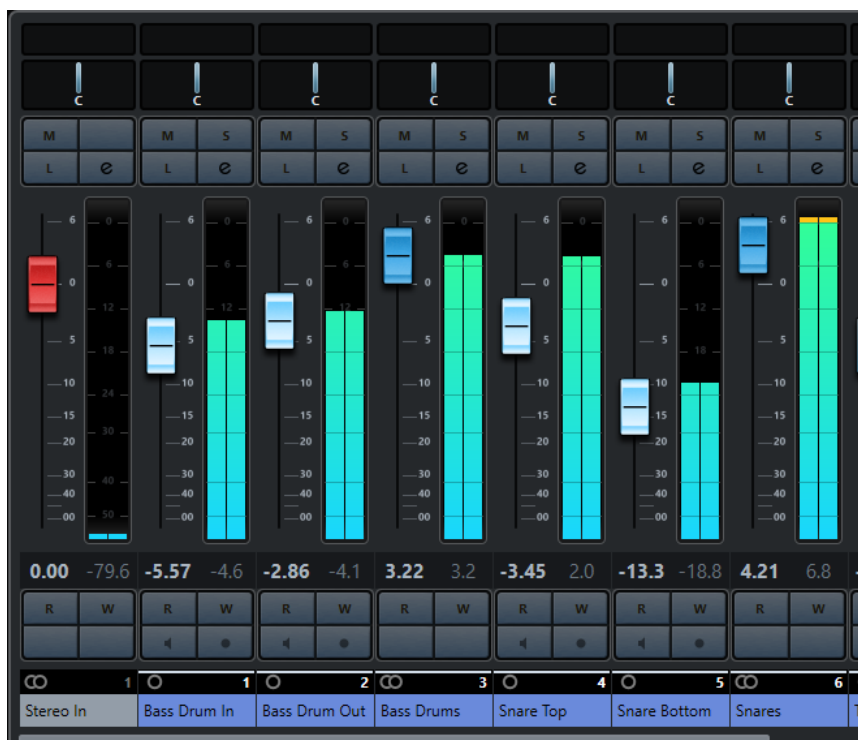 C C C C C C C
M M S M S M S M S M S M S
L e L e L e L e L e L e L e
6 0 6 0 6 0 6 0 6 0 6 0 6
6 6
0 0 0 0 0 0 0
12 12 12 12
5 5 5 5 5 5 5
18 18
10 10 10 10 10 10 10
24
15 15 15 15 15 15 15
20 20 20 20 20 20 20
30
30 30 30 30 30 30 30
40
40 40 40 40 40 40 40
00 50 00 00 00 00 00 00
0.00 -79.6 -5.57 -4.6 -2.86 -4.1 3.22 3.2 -3.45 2.0 -13.3 -18.8 4.21 6.8
R W R W R W R W R W R W R W
1 1 2 3 4 5 6
Stereo In Bass Drum In Bass Drum Out Bass Drums Snare Top Snare Bottom Snares